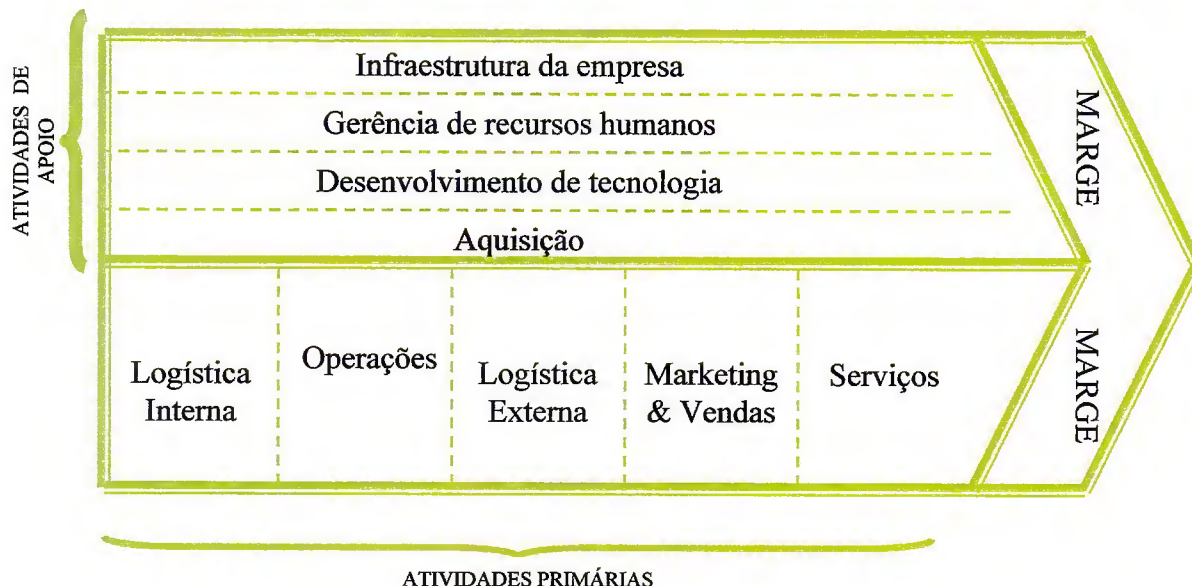 ATIVIDADES DE
APOIO
Infraestrutura da empresa
Gerência de recursos humanos
Desenvolvimento de tecnologia
Aquisição
MARGE
Logística
Interna
Operações
Logística
Externa
Marketing
& Vendas
Serviços
MARGE
ATIVIDADES PRIMÁRIAS